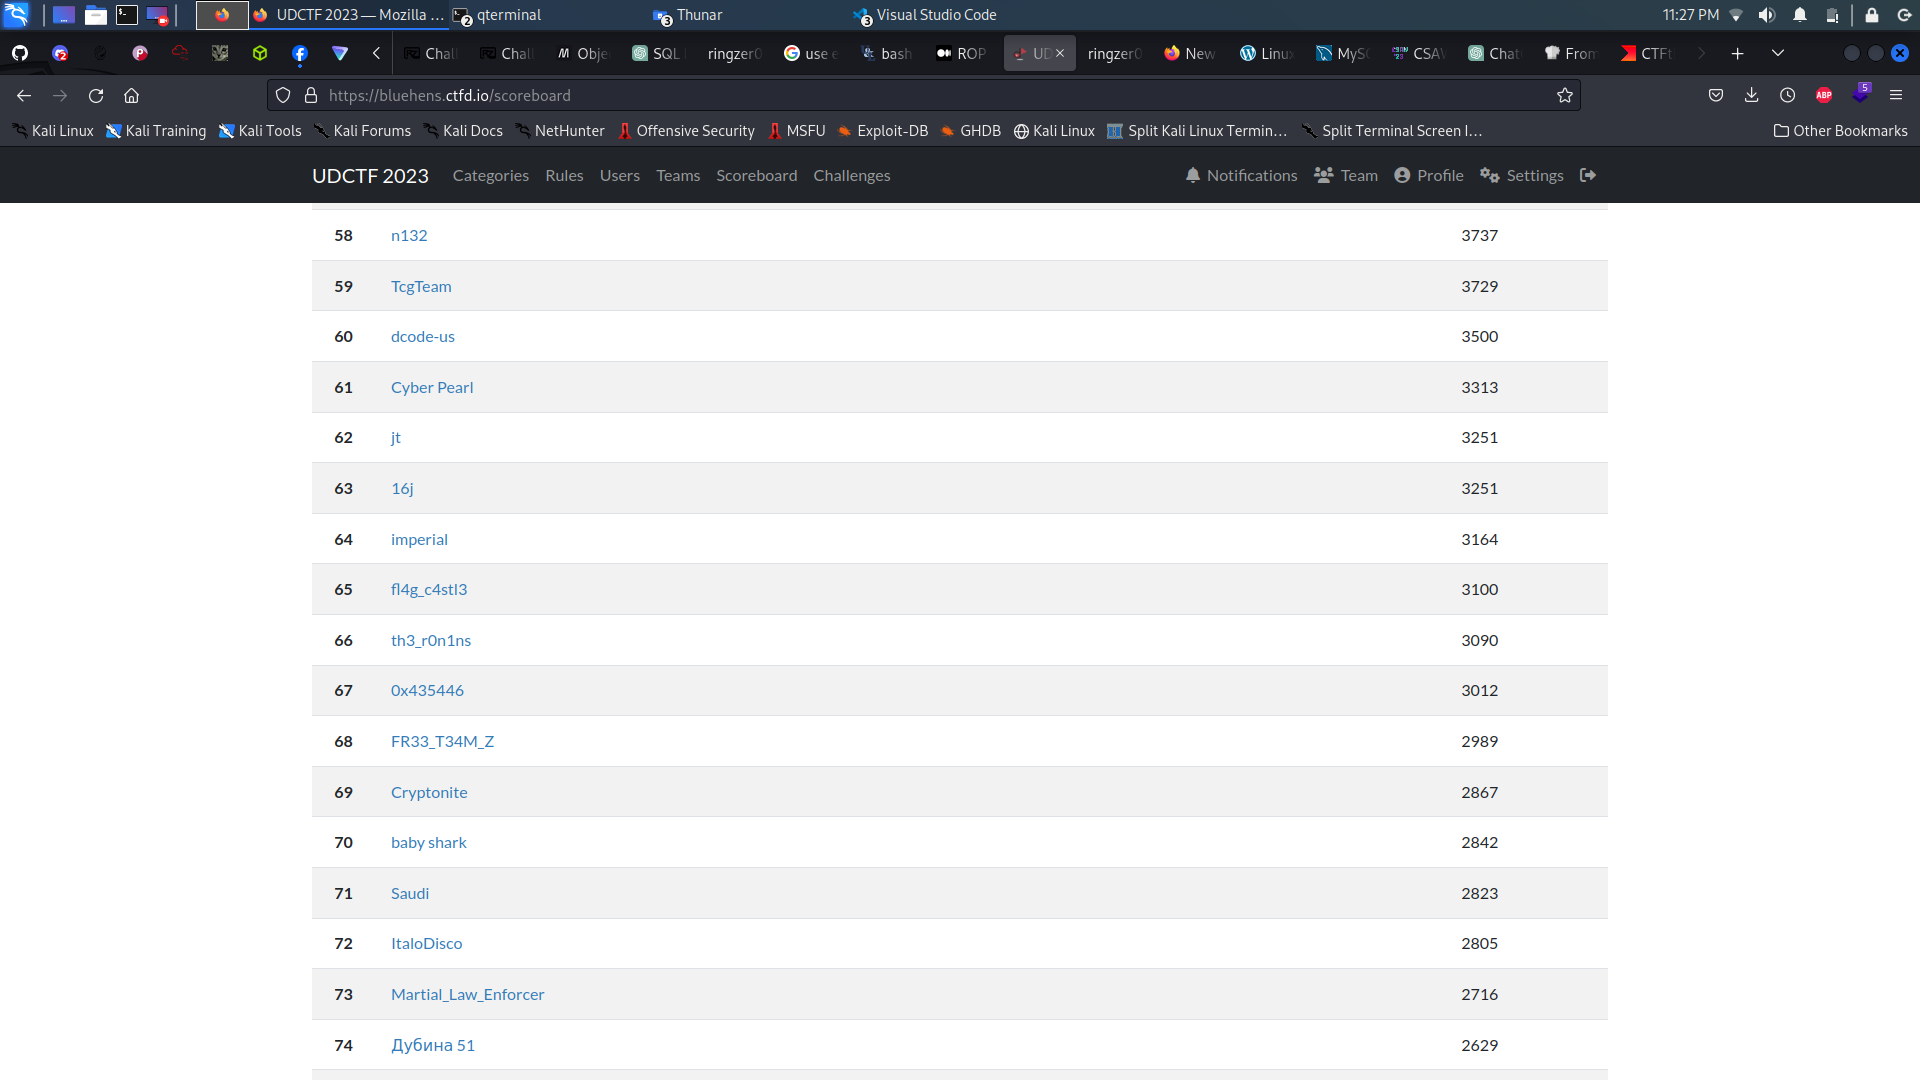 UDCTF 2023 — Mozilla ... 2 qterminal 3 Thunar 3 Visual Studio Code 11:27 PM
2 Chall Chall Obje SQL ringzer0 use e bash ROP UD ringzer0 New Linu MyS CSAW Chat From CTFt
https://bluehens.ctfd.io/scoreboard ABP 5
Kali Linux Kali Training Kali Tools Kali Forums Kali Docs NetHunter Offensive Security MSFU Exploit-DB GHDB Kali Linux Split Kali Linux Termin... Split Terminal Screen I... Other Bookmarks
UDCTF 2023 Categories Rules Users Teams Scoreboard Challenges Notifications Team Profile Settings
58 n132 3737
59 TcgTeam 3729
60 dcode-us 3500
61 Cyber Pearl 3313
62 jt 3251
63 16j 3251
64 imperial 3164
65 fl4g_c4stl3 3100
66 th3_r0n1ns 3090
67 0x435446 3012
68 FR33_T34M_Z 2989
69 Cryptonite 2867
70 baby shark 2842
71 Saudi 2823
72 ItaloDisco 2805
73 Martial_Law_Enforcer 2716
74 Дубина 51 2629